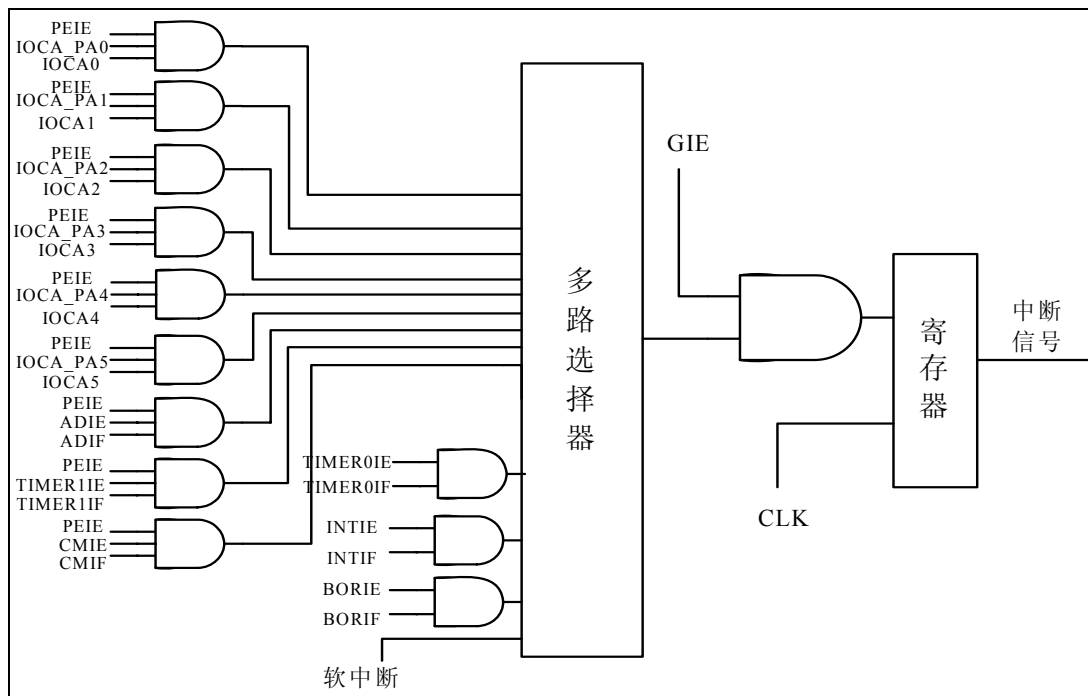 PEIE
IOCA_PA0
IOCA0
PEIE
IOCA_PA1
IOCA1
PEIE
IOCA_PA2
IOCA2
PEIE
IOCA_PA3
IOCA3
PEIE
IOCA_PA4
IOCA4
PEIE
IOCA_PA5
IOCA5
PEIE
ADIE
ADIF
PEIE
TIMER1IE
TIMER1IF
PEIE
CMIE
CMIF
TIMER0IE
TIMER0IF
INTIE
INTIF
BORIE
BORIF
软中断
多路选择器
GIE
CLK
寄存器
中断
信号